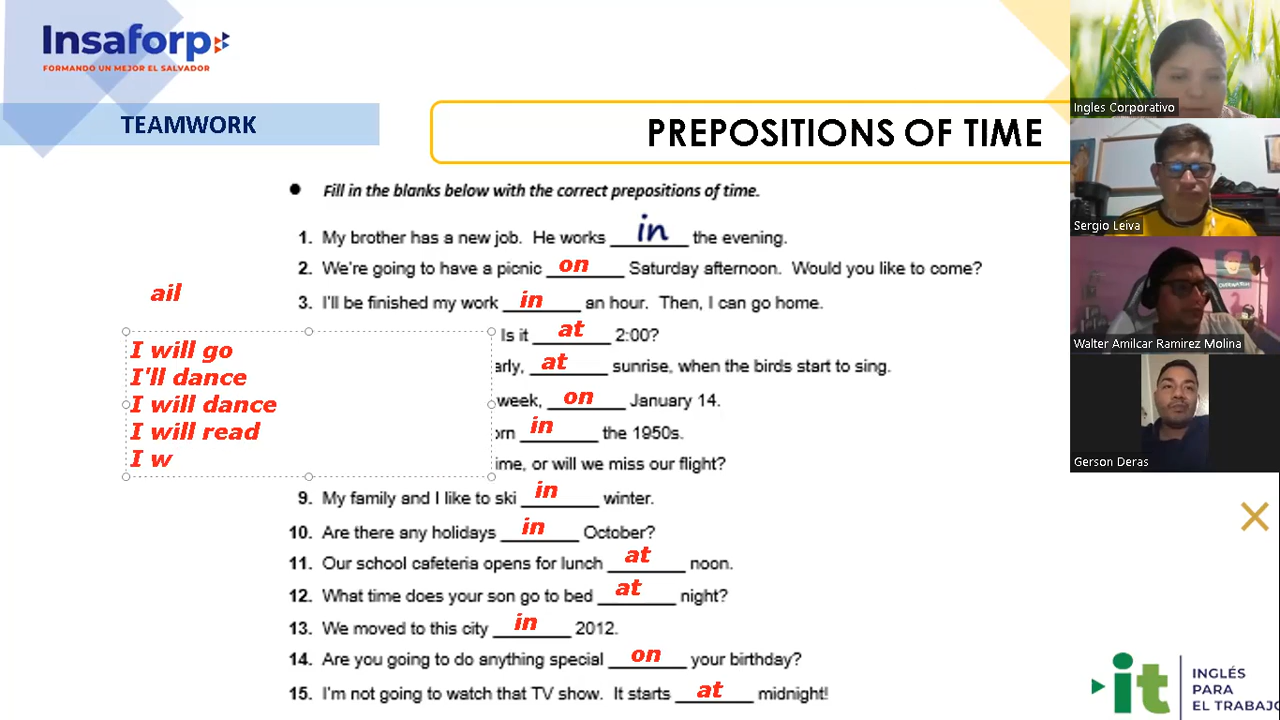 Insaforp
FORMANDO UN MEJOR EL SALVADOR
TEAMWORK
PREPOSITIONS OF TIME
Fill in the blanks below with the correct prepositions of time.
1. My brother has a new job. He works in the evening.
2. We're going to have a picnic on Saturday afternoon. Would you like to come?
ail
3. I'll be finished my work in an hour. Then, I can go home.
Is it at 2:00?
arly, at sunrise, when the birds start to sing.
week, on January 14.
orn in the 1950s.
ime, or will we miss our flight?
I will go
I'll dance
I will dance
I will read
I w
9. My family and I like to ski in winter.
10. Are there any holidays in October?
11. Our school cafeteria opens for lunch at noon.
12. What time does your son go to bed at night?
13. We moved to this city in 2012.
14. Are you going to do anything special on your birthday?
15. I'm not going to watch that TV show. It starts at midnight!
Ingles Corporativo
Sergio Leiva
Walter Amilcar Ramirez Molina
Gerson Deras
it
INGLÉS
PARA
EL TRABAJO